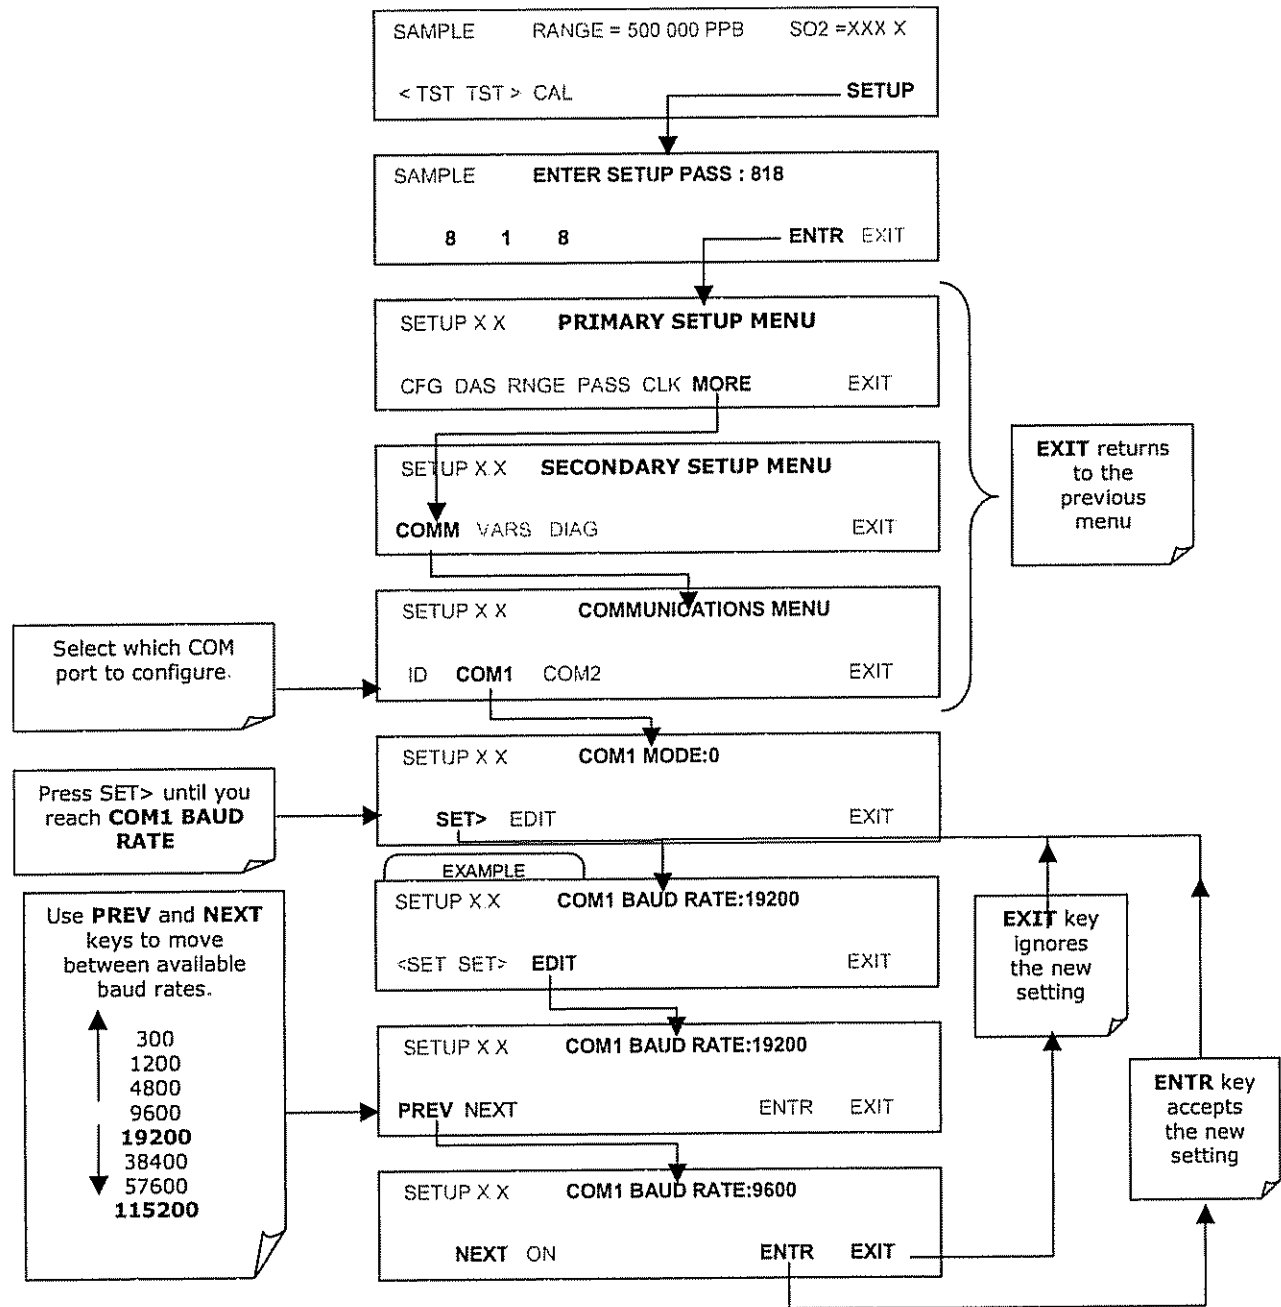 SAMPLE RANGE = 500 000 PPB SO2 =XXX X
< TST TST > CAL SETUP
SAMPLE ENTER SETUP PASS : 818
8 1 8 ENTR EXIT
SETUP X X PRIMARY SETUP MENU
CFG DAS RNGE PASS CLK MORE EXIT
SETUP X X SECONDARY SETUP MENU
COMM VARS DIAG EXIT
EXIT returns
to the
previous
menu
SETUP X X COMMUNICATIONS MENU
ID COM1 COM2 EXIT
Select which COM
port to configure.
SETUP X X COM1 MODE:0
SET> EDIT EXIT
Press SET> until you
reach COM1 BAUD
RATE
EXAMPLE
SETUP X.X COM1 BAUD RATE:19200
<SET SET> EDIT EXIT
Use PREV and NEXT
keys to move
between available
baud rates.
300
1200
4800
9600
19200
38400
57600
115200
SETUP X X COM1 BAUD RATE:19200
PREV NEXT ENTR EXIT
SETUP X X COM1 BAUD RATE:9600
NEXT ON ENTR EXIT
EXIT key
ignores
the new
setting
ENTR key
accepts
the new
setting